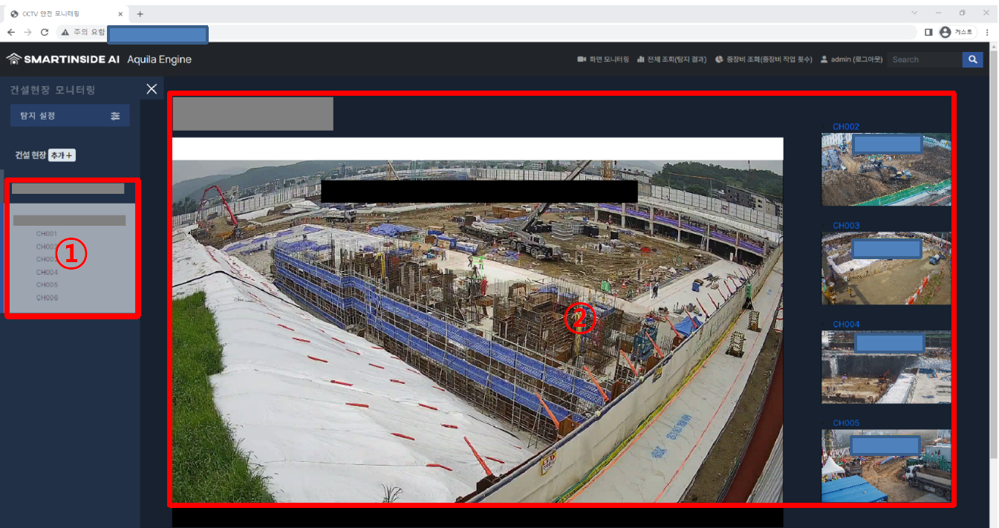 CCTV 안전 모니터링
주의 요함
게스트
SMARTINSIDE AI Aquila Engine
화면 모니터링 전체 조회(탐지 결과) 중장비 조회(중장비 작업 횟수) admin (로그아웃) Search
건설현장 모니터링
탐지 설정
건설 현장 추가+
CH001
CH002
CH003
CH004
CH005
CH006
①
②
CH002
CH003
CH004
CH005